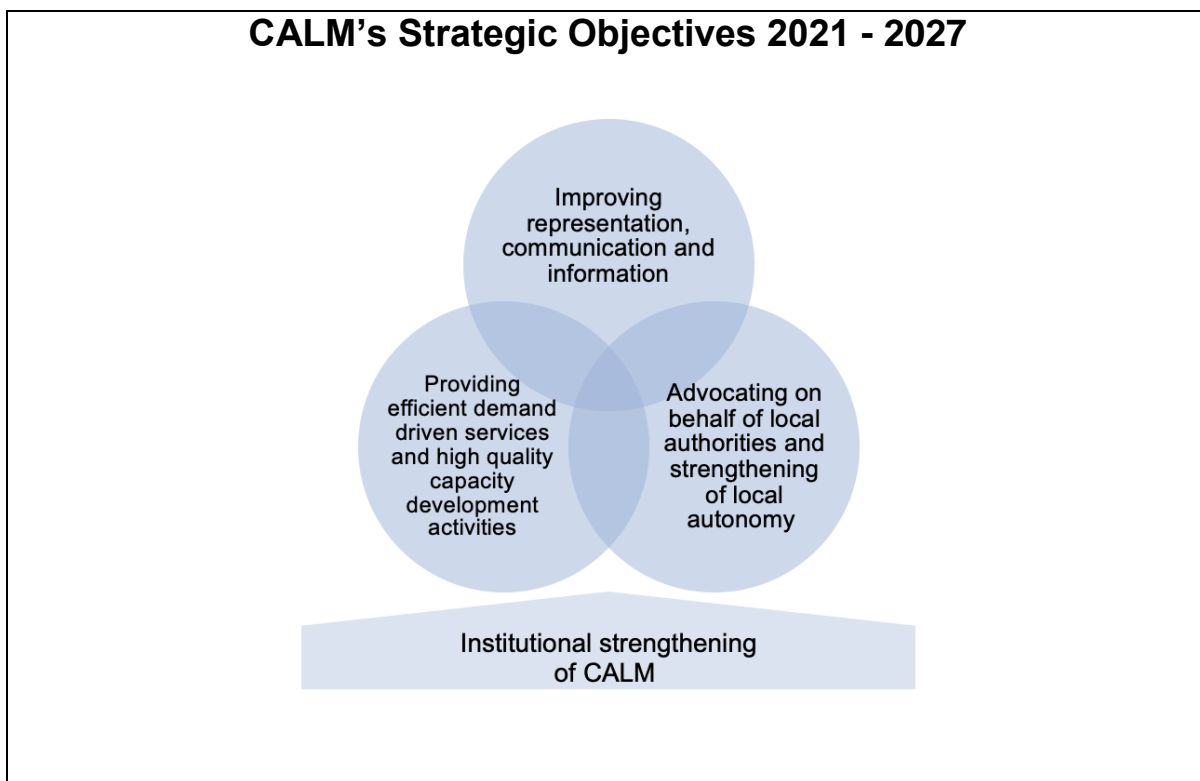 CALM’s Strategic Objectives 2021 - 2027
Improving
representation,
communication and
information
Providing
efficient demand
driven services
and high quality
capacity
development
activities
Advocating on
behalf of local
authorities and
strengthening
of local
autonomy
Institutional strengthening
of CALM